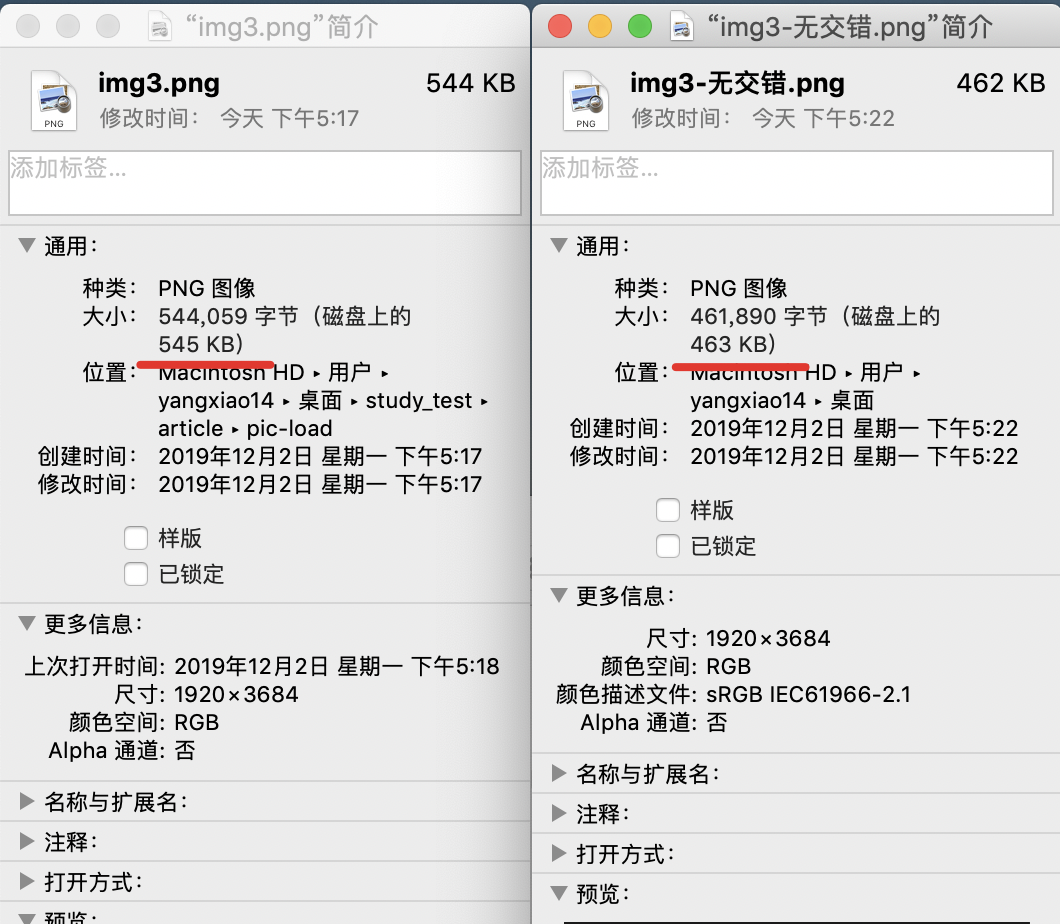 “img3.png”简介
img3.png 544 KB
修改时间： 今天 下午5:17
PNG
添加标签...
通用：
种类： PNG 图像
大小： 544,059 字节（磁盘上的
545 KB）
位置： Macintosh HD ▸ 用户 ▸
yangxiao14 ▸ 桌面 ▸ study_test ▸
article ▸ pic-load
创建时间： 2019年12月2日 星期一 下午5:17
修改时间： 2019年12月2日 星期一 下午5:17
样版
已锁定
更多信息：
上次打开时间: 2019年12月2日 星期一 下午5:18
尺寸: 1920×3684
颜色空间: RGB
Alpha 通道: 否
名称与扩展名：
注释：
打开方式：
预览：
“img3-无交错.png”简介
img3-无交错.png 462 KB
修改时间： 今天 下午5:22
PNG
添加标签...
通用：
种类： PNG 图像
大小： 461,890 字节（磁盘上的
463 KB）
位置： Macintosh HD ▸ 用户 ▸
yangxiao14 ▸ 桌面
创建时间： 2019年12月2日 星期一 下午5:22
修改时间： 2019年12月2日 星期一 下午5:22
样版
已锁定
更多信息：
尺寸: 1920×3684
颜色空间: RGB
颜色描述文件: sRGB IEC61966-2.1
Alpha 通道: 否
名称与扩展名：
注释：
打开方式：
预览：